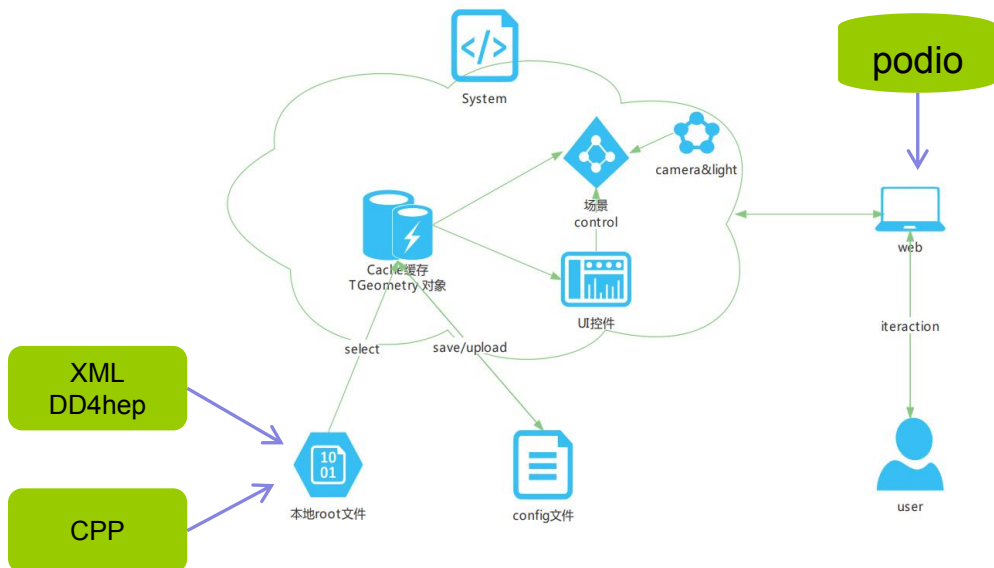 podio
</>
System
camera&light
场景
control
web
Cache缓存
TGeometry 对象
UI控件
iteraction
select
save/upload
XML
DD4hep
10
01
本地root文件
config文件
user
CPP